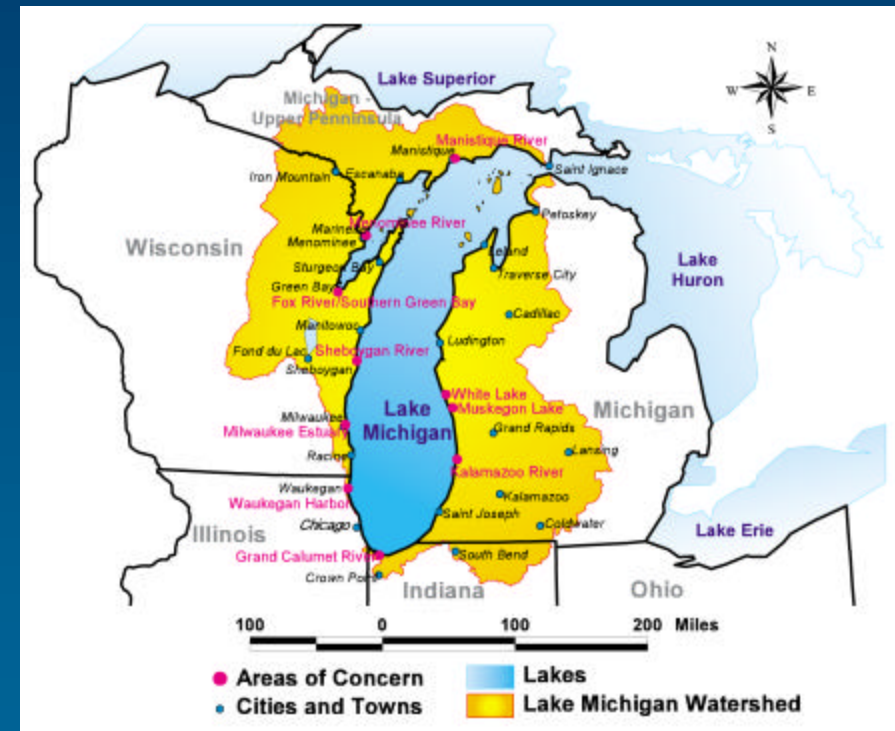 N
W E
S
Lake Superior
Michigan -
Upper Penninsula
Manistique River
Manistique
Saint Ignace
Iron Mountain
Escanaba
Petoskey
Menominee River
Marinette
Menominee
Wisconsin
Leland
Lake
Huron
Sturgeon Bay
Traverse City
Green Bay
Fox River/Southern Green Bay
Cadillac
Manitowoc
Ludington
Fond du Lac
Sheboygan River
Sheboygan
White Lake
Muskegon Lake
Michigan
Lake
Michigan
Milwaukee
Milwaukee Estuary
Grand Rapids
Racine
Lansing
Kalamazoo River
Waukegan
Waukegan Harbor
Kalamazoo
Saint Joseph
Chicago
Coldwater
Illinois
Lake Erie
Grand Calumet River
South Bend
Crown Point
Indiana
Ohio
100 0 100 200 Miles
Areas of Concern
Lakes
Cities and Towns
Lake Michigan Watershed